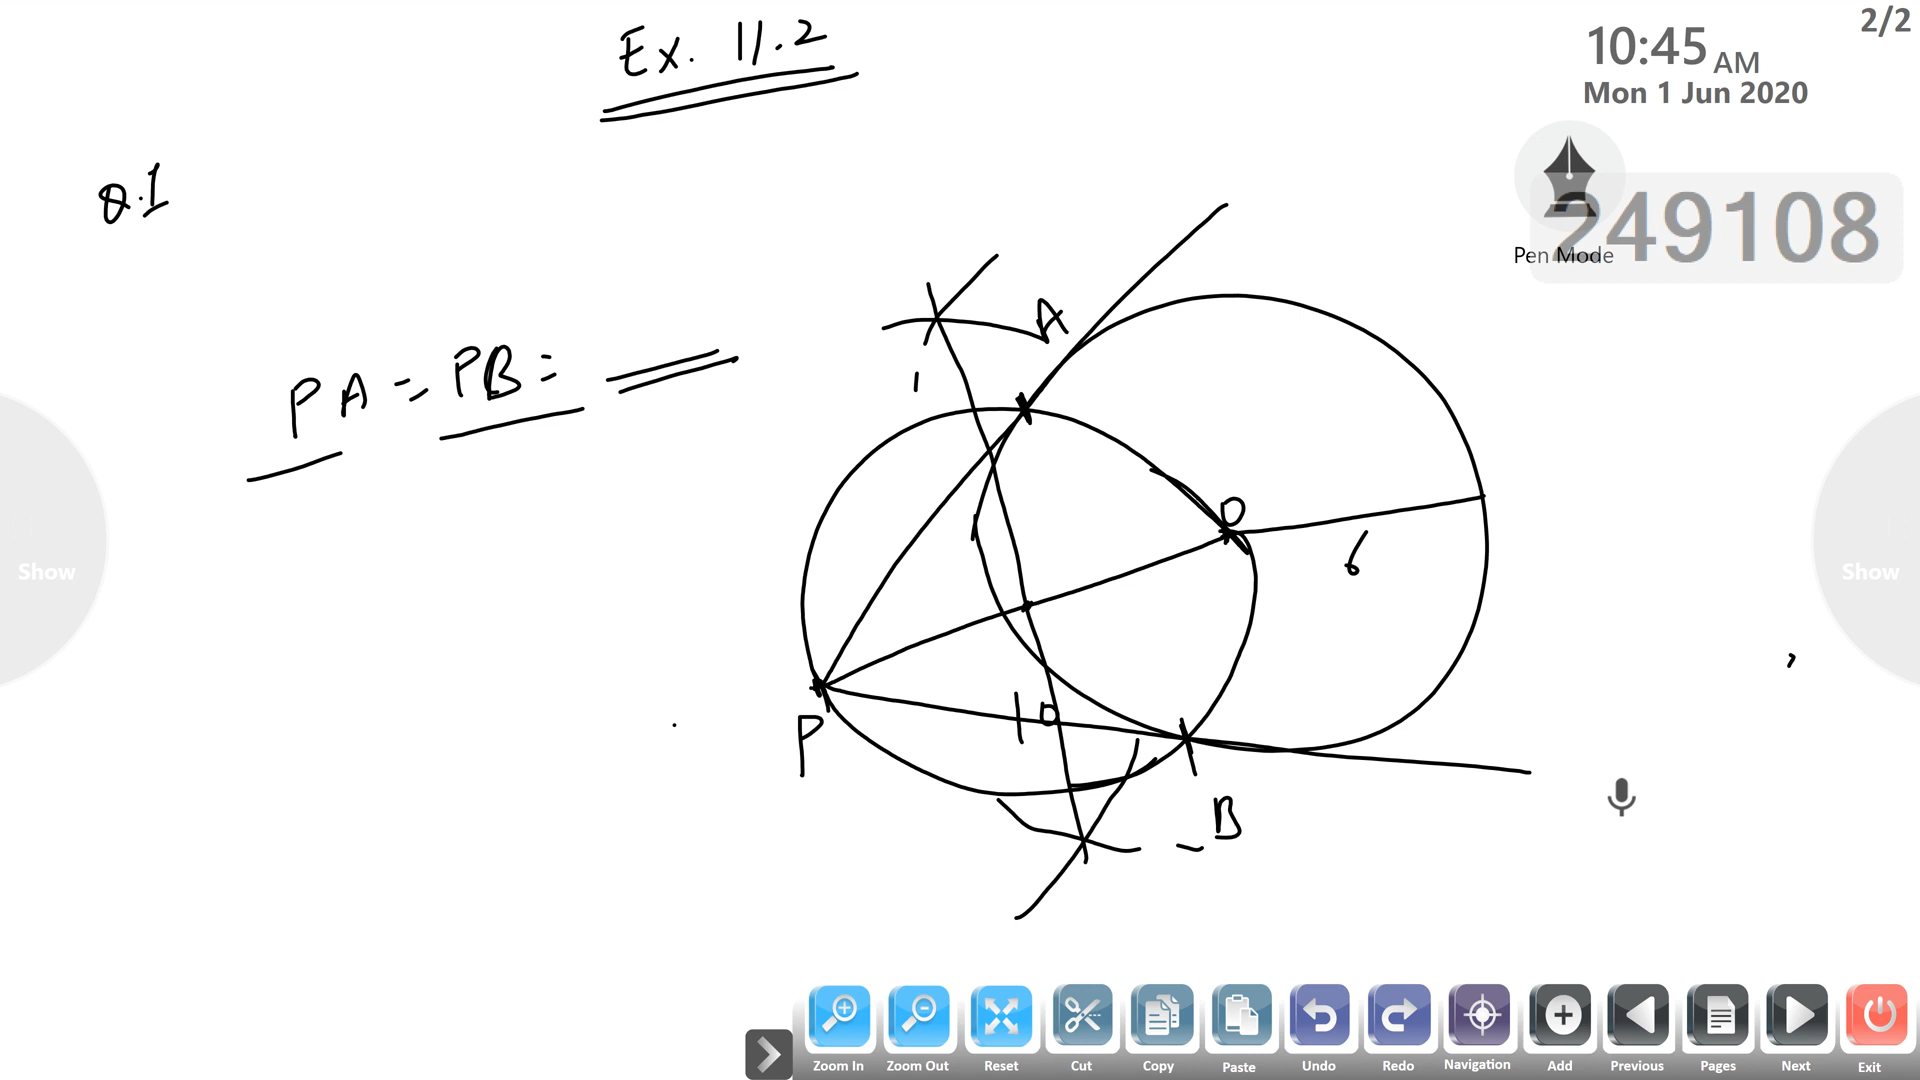 Ex. 11.2
2/2
10:45 AM
Mon 1 Jun 2020
Q.1
249108
Pen Mode
A
PA = PB =
O
6
Show
Show
P
10
B
Zoom In
Zoom Out
Reset
Cut
Copy
Paste
Undo
Redo
Navigation
Add
Previous
Pages
Next
Exit